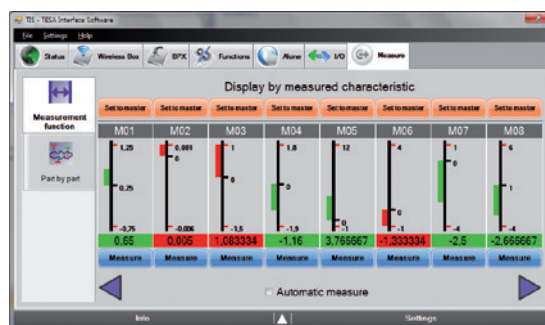 TIS - TESA Interface Software
File Settings Help
Status Wireless Box BPX Functions Alone I/O Measure
Display by measured characteristic
Measurement function
Part by part
Set to master Set to master Set to master Set to master Set to master Set to master Set to master Set to master
M01 M02 M03 M04 M05 M06 M07 M08
1,25 0,001 1 1,8 12 4 1 6
0 0
0,25 0 0 1
0 0
-0,75 -0,006 -1,5 -1,9 -1 -1 -4 -4
0,65 0,005 1,083334 -1,16 3,766667 -1,333334 -2,5 -2,666667
Measure Measure Measure Measure Measure Measure Measure Measure
Automatic measure
Info Settings